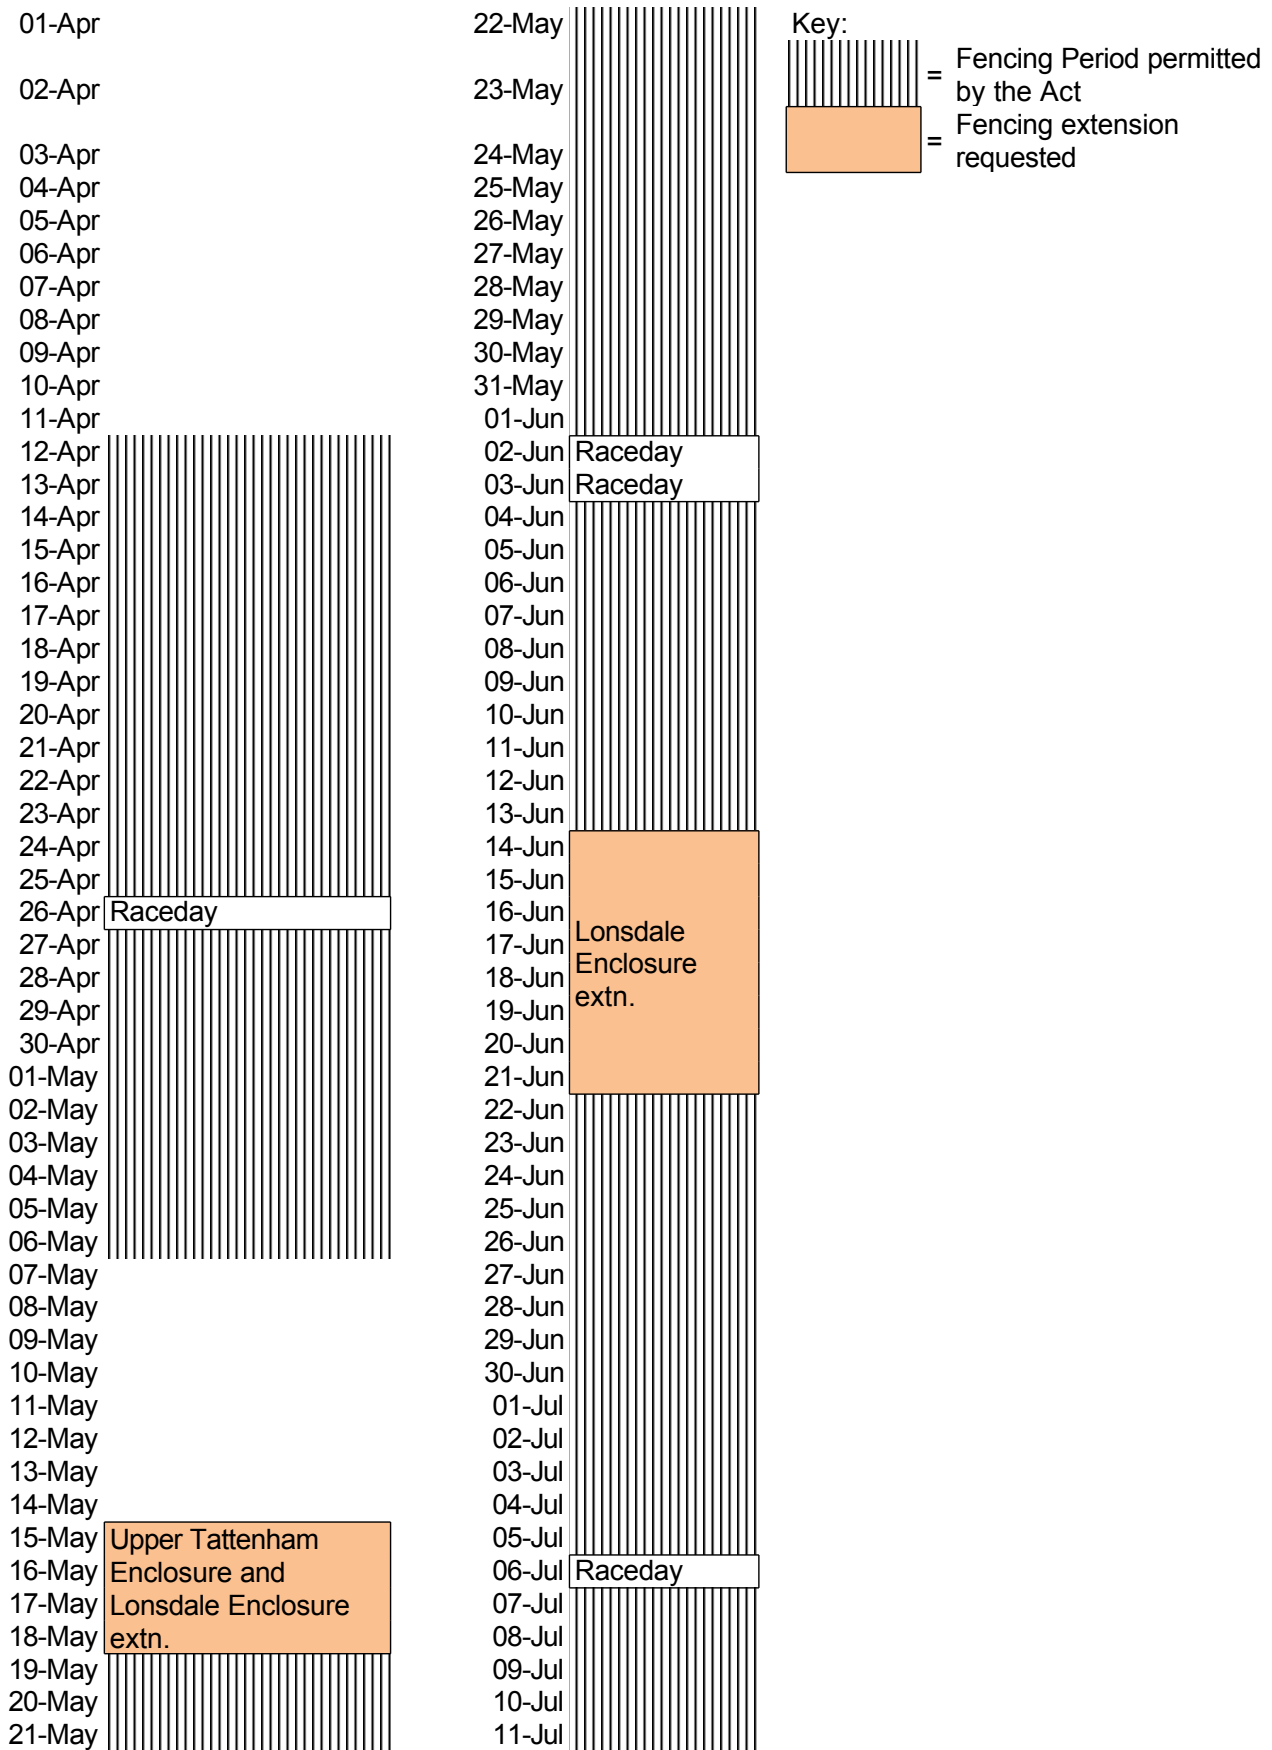 01-Apr
02-Apr
03-Apr
04-Apr
05-Apr
06-Apr
07-Apr
08-Apr
09-Apr
10-Apr
11-Apr
12-Apr
13-Apr
14-Apr
15-Apr
16-Apr
17-Apr
18-Apr
19-Apr
20-Apr
21-Apr
22-Apr
23-Apr
24-Apr
25-Apr
26-Apr Raceday
27-Apr
28-Apr
29-Apr
30-Apr
01-May
02-May
03-May
04-May
05-May
06-May
07-May
08-May
09-May
10-May
11-May
12-May
13-May
14-May
15-May Upper Tattenham
16-May Enclosure and
17-May Lonsdale Enclosure
18-May extn.
19-May
20-May
21-May
22-May
23-May
24-May
25-May
26-May
27-May
28-May
29-May
30-May
31-May
01-Jun
02-Jun Raceday
03-Jun Raceday
04-Jun
05-Jun
06-Jun
07-Jun
08-Jun
09-Jun
10-Jun
11-Jun
12-Jun
13-Jun
14-Jun
15-Jun
16-Jun
17-Jun
18-Jun
19-Jun
20-Jun
21-Jun
Lonsdale
Enclosure
extn.
22-Jun
23-Jun
24-Jun
25-Jun
26-Jun
27-Jun
28-Jun
29-Jun
30-Jun
01-Jul
02-Jul
03-Jul
04-Jul
05-Jul
06-Jul Raceday
07-Jul
08-Jul
09-Jul
10-Jul
11-Jul
Key:
= Fencing Period permitted
by the Act
= Fencing extension
requested